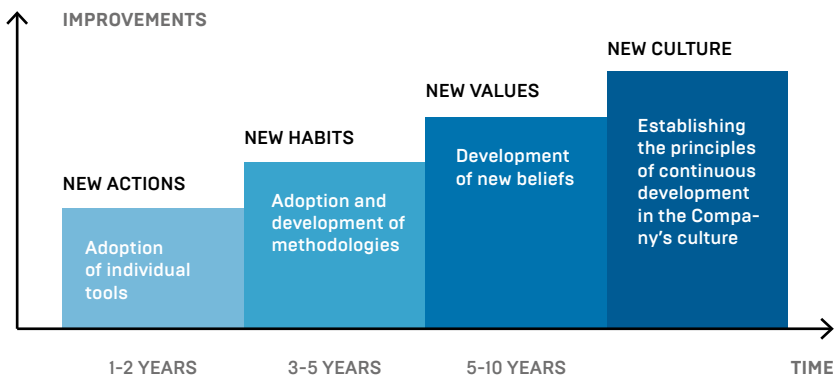 IMPROVEMENTS
NEW CULTURE
NEW VALUES
NEW HABITS
NEW ACTIONS
Adoption
of individual
tools
Adoption and
development of
methodologies
Development
of new beliefs
Establishing
the principles
of continuous
development
in the Compa-
ny's culture
1-2 YEARS
3-5 YEARS
5-10 YEARS
TIME